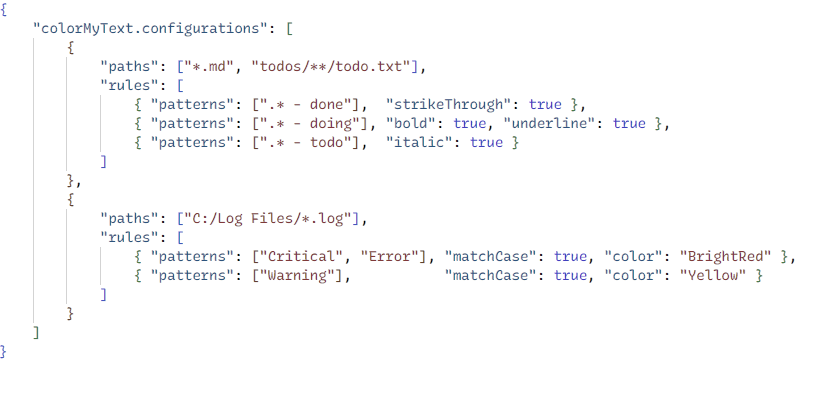 {
    "colorMyText.configurations": [
        {
            "paths": ["*.md", "todos/**/todo.txt"],
            "rules": [
                { "patterns": [".* - done"],  "strikeThrough": true },
                { "patterns": [".* - doing"], "bold": true, "underline": true },
                { "patterns": [".* - todo"],  "italic": true }
            ]
        },
        {
            "paths": ["C:/Log Files/*.log"],
            "rules": [
                { "patterns": ["Critical", "Error"], "matchCase": true, "color": "BrightRed" },
                { "patterns": ["Warning"],           "matchCase": true, "color": "Yellow" }
            ]
        }
    ]
}